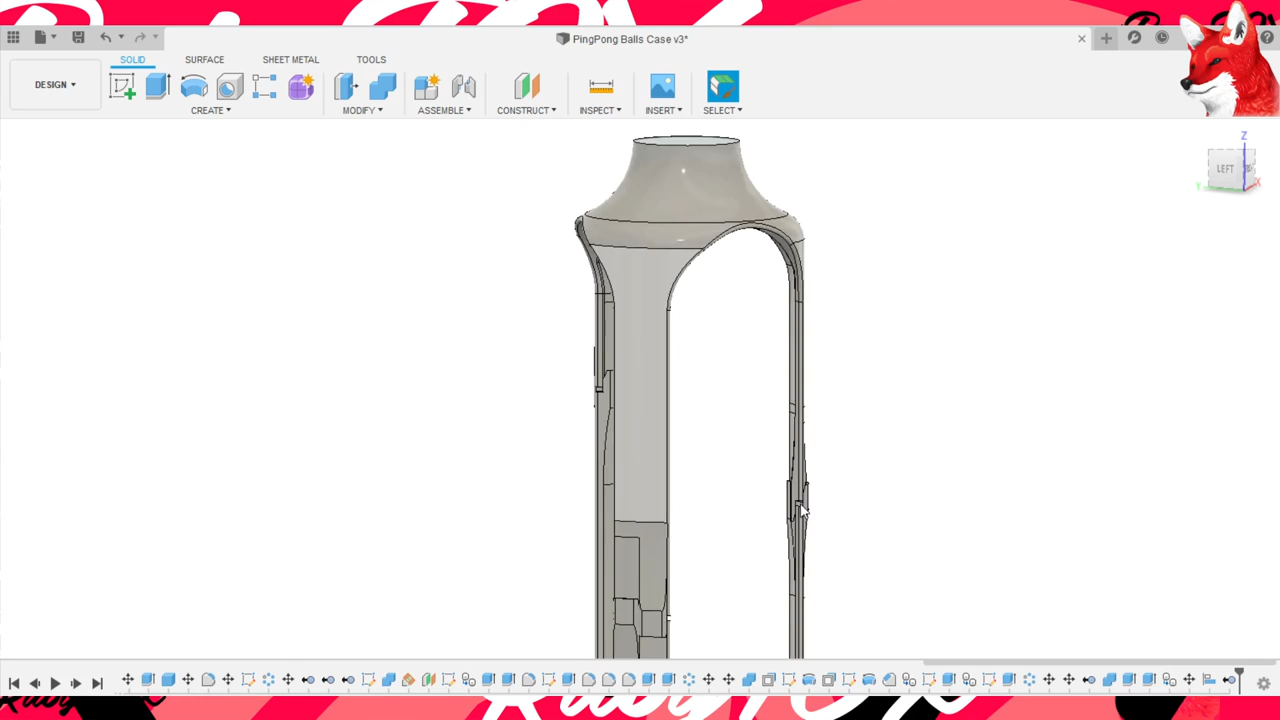 PingPong Balls Case v3*
SOLID SURFACE SHEET METAL TOOLS
DESIGN
CREATE MODIFY ASSEMBLE CONSTRUCT INSPECT INSERT SELECT
Z
LEFT
Y X